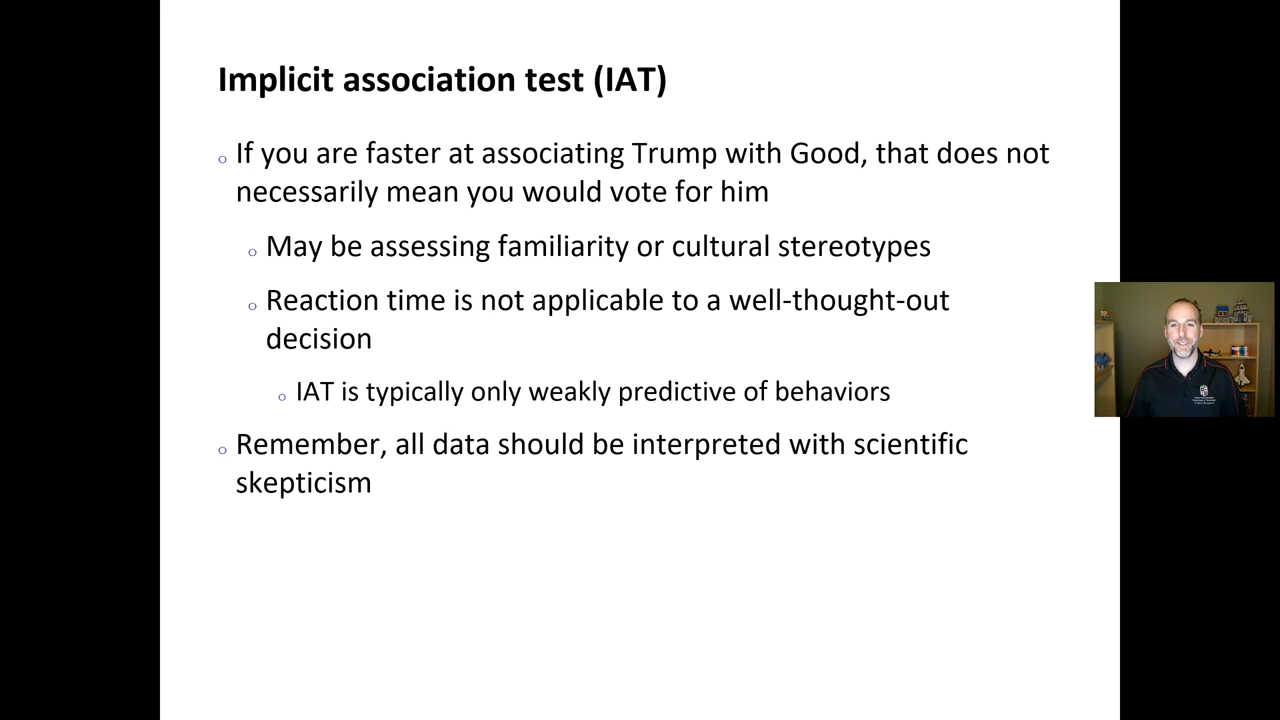 Implicit association test (IAT)
o If you are faster at associating Trump with Good, that does not
necessarily mean you would vote for him
o May be assessing familiarity or cultural stereotypes
o Reaction time is not applicable to a well-thought-out
decision
o IAT is typically only weakly predictive of behaviors
o Remember, all data should be interpreted with scientific
skepticism